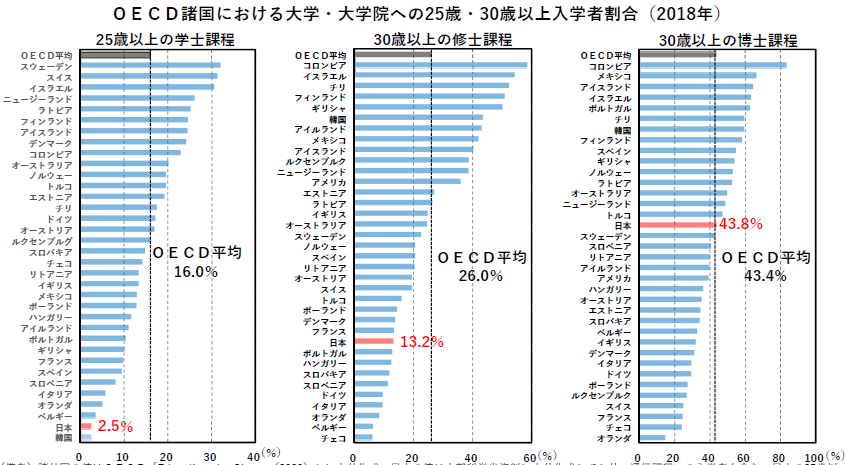 ＯＥＣＤ諸国における大学・大学院への25歳・30歳以上入学者割合（2018年）
25歳以上の学士課程
ＯＥＣＤ平均
スウェーデン
スイス
イスラエル
ニュージーランド
ラトビア
フィンランド
アイスランド
デンマーク
コロンビア
オーストラリア
ノルウェー
トルコ
エストニア
チリ
ドイツ
オーストリア
ルクセンブルグ
スロバキア
チェコ
リトアニア
イギリス
メキシコ
ポーランド
ハンガリー
アイルランド
ポルトガル
ギリシャ
フランス
スペイン
スロベニア
イタリア
オランダ
ベルギー
日本
韓国
ＯＥＣＤ平均
16.0%
2.5%
0 10 20 30 40 (%)
30歳以上の修士課程
ＯＥＣＤ平均
コロンビア
イスラエル
チリ
フィンランド
ギリシャ
韓国
アイルランド
メキシコ
アイスランド
ルクセンブルク
ニュージーランド
アメリカ
エストニア
ラトビア
イギリス
オーストラリア
スウェーデン
ノルウェー
スペイン
リトアニア
オーストリア
スイス
トルコ
ポーランド
デンマーク
フランス
日本
ポルトガル
ハンガリー
スロバキア
スロベニア
ドイツ
イタリア
オランダ
ベルギー
チェコ
ＯＥＣＤ平均
26.0%
13.2%
0 20 40 60 (%)
30歳以上の博士課程
ＯＥＣＤ平均
コロンビア
メキシコ
アイスランド
イスラエル
ポルトガル
チリ
韓国
フィンランド
スペイン
ギリシャ
ノルウェー
ラトビア
オーストラリア
ニュージーランド
トルコ
日本
スウェーデン
スロベニア
リトアニア
アイルランド
アメリカ
ハンガリー
オーストリア
エストニア
スロバキア
ベルギー
イギリス
デンマーク
イタリア
ドイツ
ポーランド
ルクセンブルク
スイス
フランス
チェコ
オランダ
43.8%
ＯＥＣＤ平均
43.4%
0 20 40 60 80 100 (%)